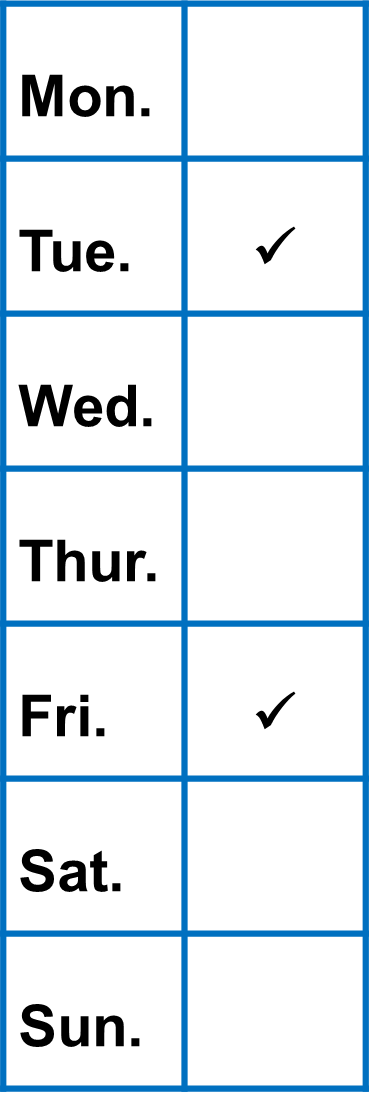 Mon.
Tue. ✓
Wed.
Thur.
Fri. ✓
Sat.
Sun.